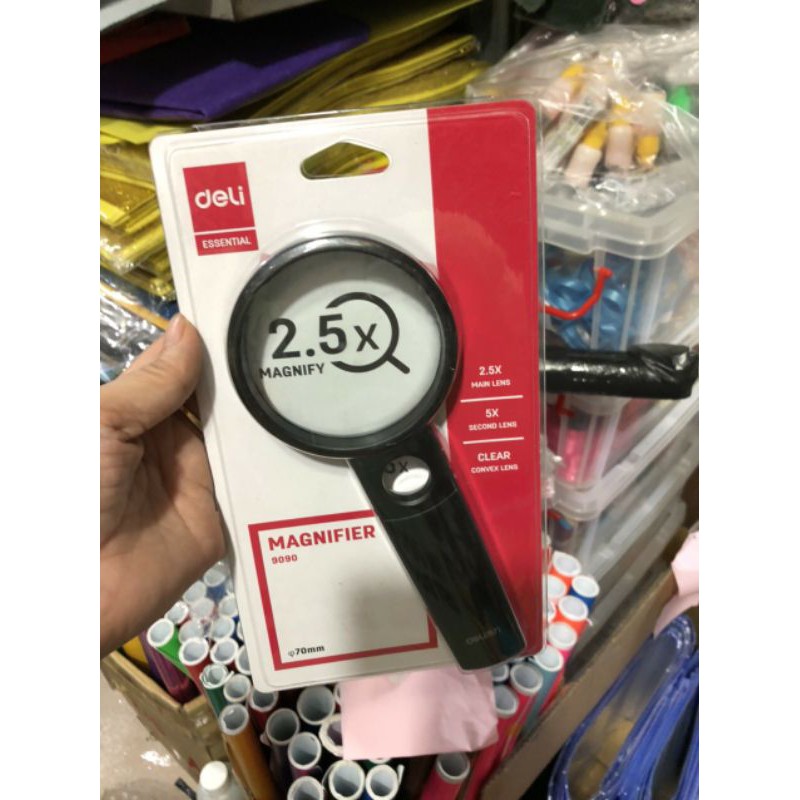 deli
ESSENTIAL
2.5x
MAGNIFY
2.5X
MAIN LENS
5X
SECOND LENS
CLEAR
CONVEX LENS
MAGNIFIER
9090
φ70mm